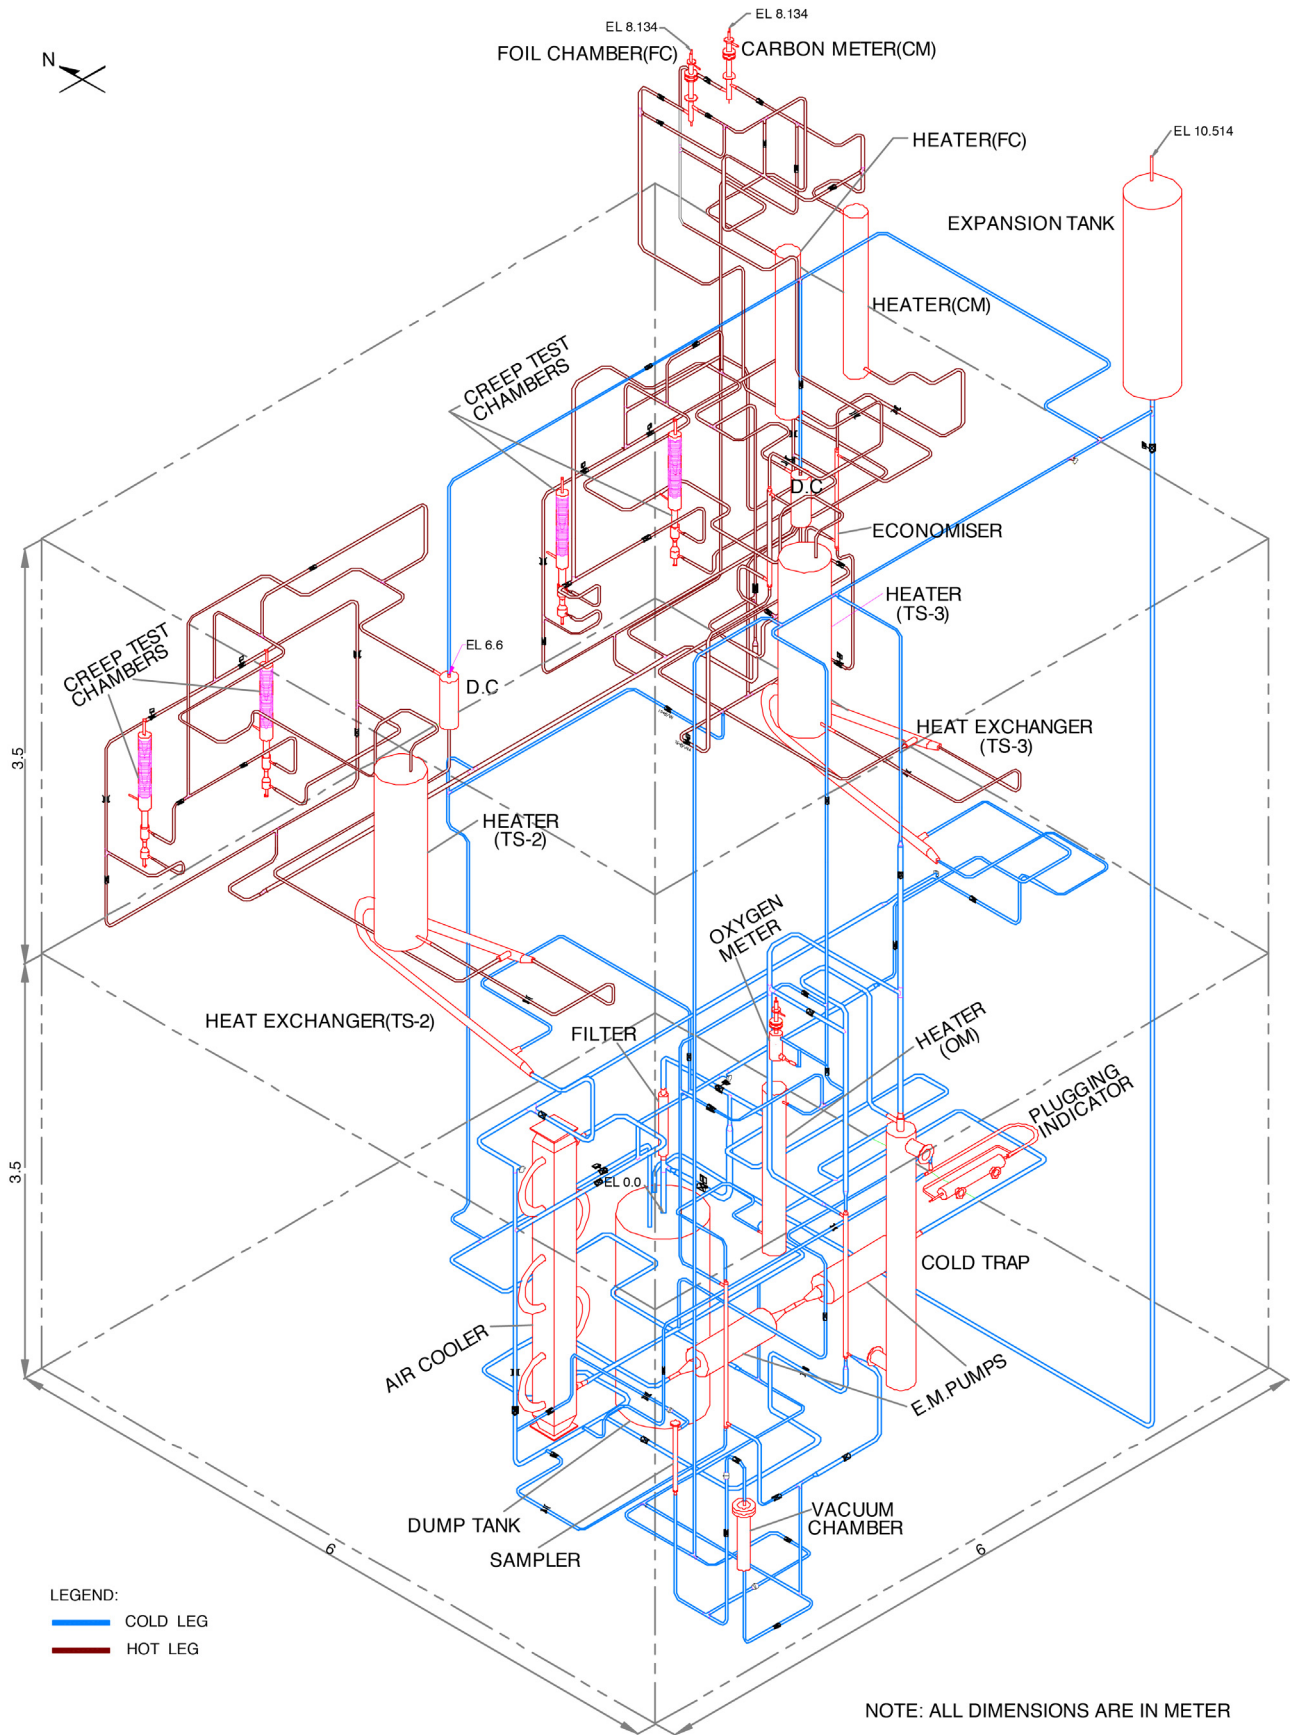 EL 8.134
EL 8.134
FOIL CHAMBER(FC)
CARBON METER(CM)
N
EL 10.514
HEATER(FC)
EXPANSION TANK
HEATER(CM)
CREEP TEST
CHAMBERS
D.C
ECONOMISER
HEATER
(TS-3)
EL 6.6
D.C
CREEP TEST
CHAMBERS
HEAT EXCHANGER
(TS-3)
3.5
HEATER
(TS-2)
OXYGEN
METER
HEAT EXCHANGER(TS-2)
FILTER
HEATER
(OM)
PLUGGING
INDICATOR
3.5
EL 0.0
COLD TRAP
AIR COOLER
E.M.PUMPS
DUMP TANK
SAMPLER
VACUUM
CHAMBER
6
6
LEGEND:
COLD LEG
HOT LEG
NOTE: ALL DIMENSIONS ARE IN METER